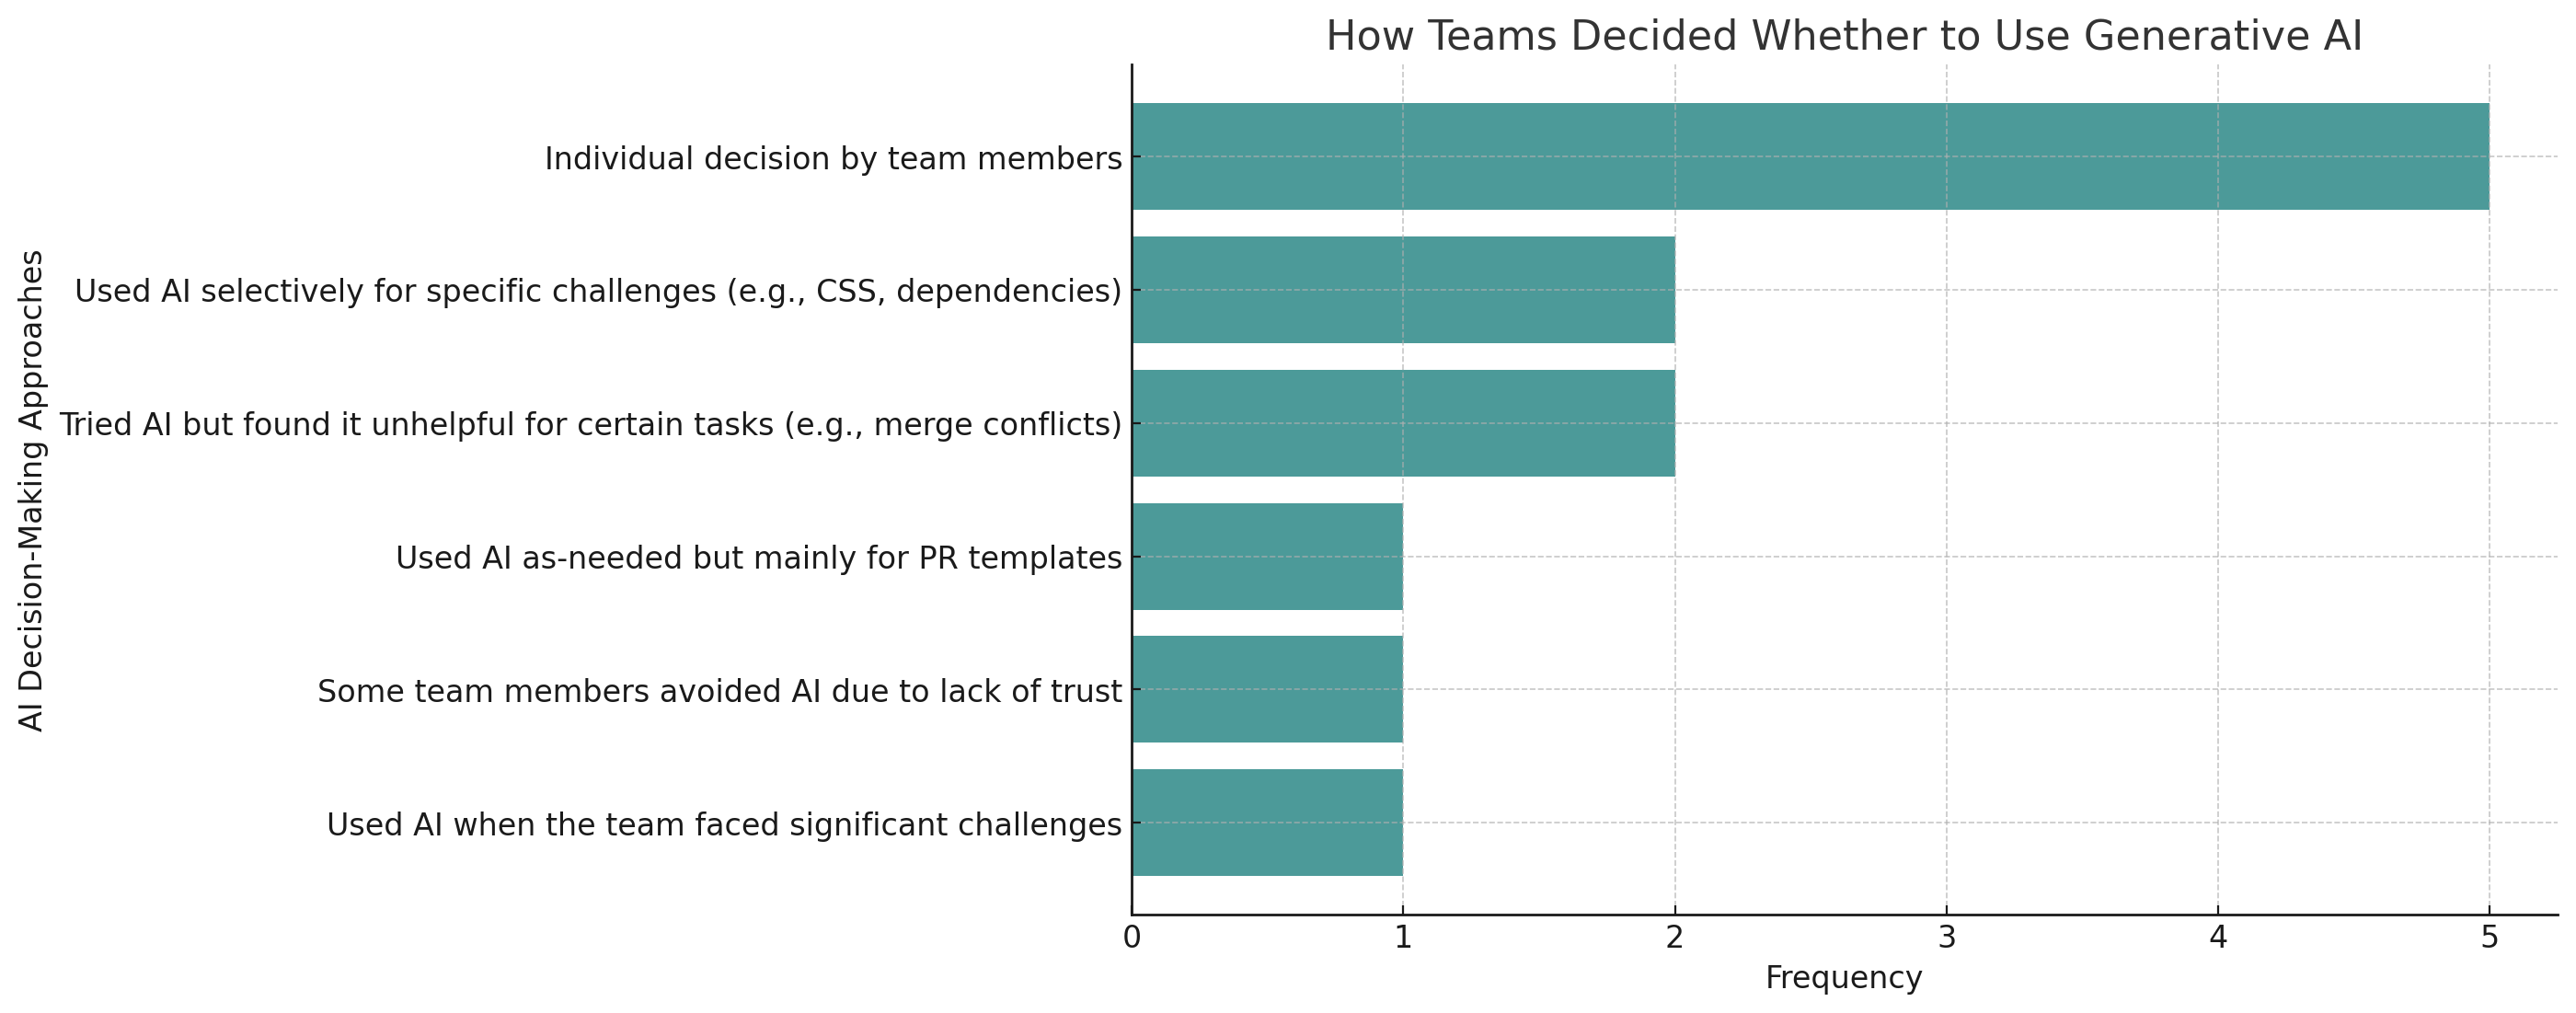 How Teams Decided Whether to Use Generative AI
AI Decision-Making Approaches
Individual decision by team members
Used AI selectively for specific challenges (e.g., CSS, dependencies)
Tried AI but found it unhelpful for certain tasks (e.g., merge conflicts)
Used AI as-needed but mainly for PR templates
Some team members avoided AI due to lack of trust
Used AI when the team faced significant challenges
0 1 2 3 4 5
Frequency